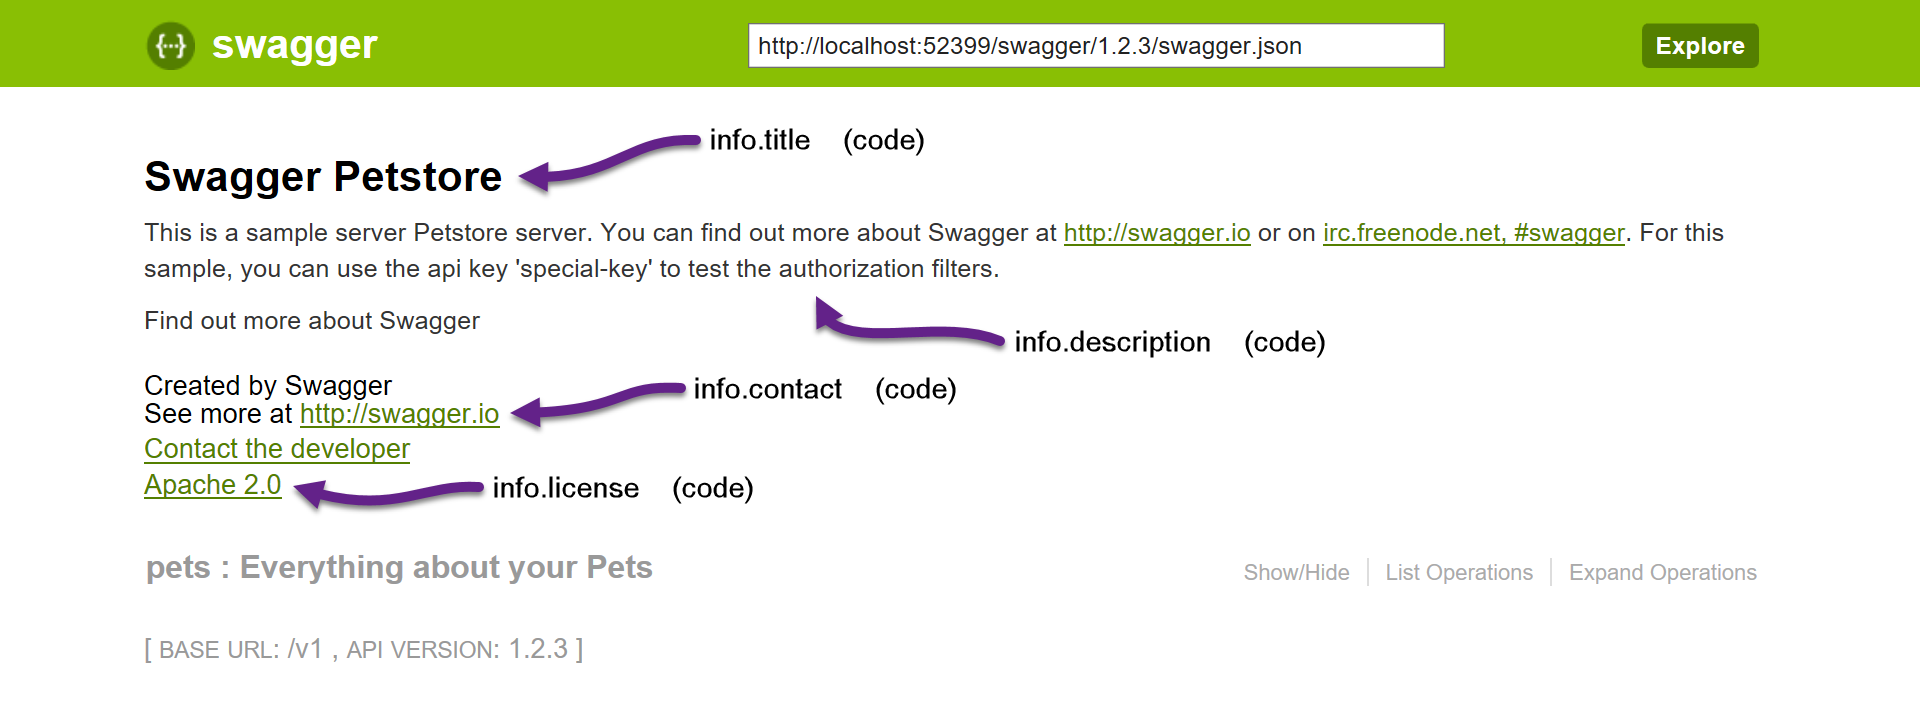 {···} swagger
http://localhost:52399/swagger/1.2.3/swagger.json
Explore
info.title (code)
Swagger Petstore
This is a sample server Petstore server. You can find out more about Swagger at http://swagger.io or on irc.freenode.net, #swagger. For this
sample, you can use the api key 'special-key' to test the authorization filters.
Find out more about Swagger
info.description (code)
Created by Swagger
info.contact (code)
See more at http://swagger.io
Contact the developer
Apache 2.0
info.license (code)
pets : Everything about your Pets
Show/Hide
List Operations
Expand Operations
[ BASE URL: /v1 , API VERSION: 1.2.3 ]